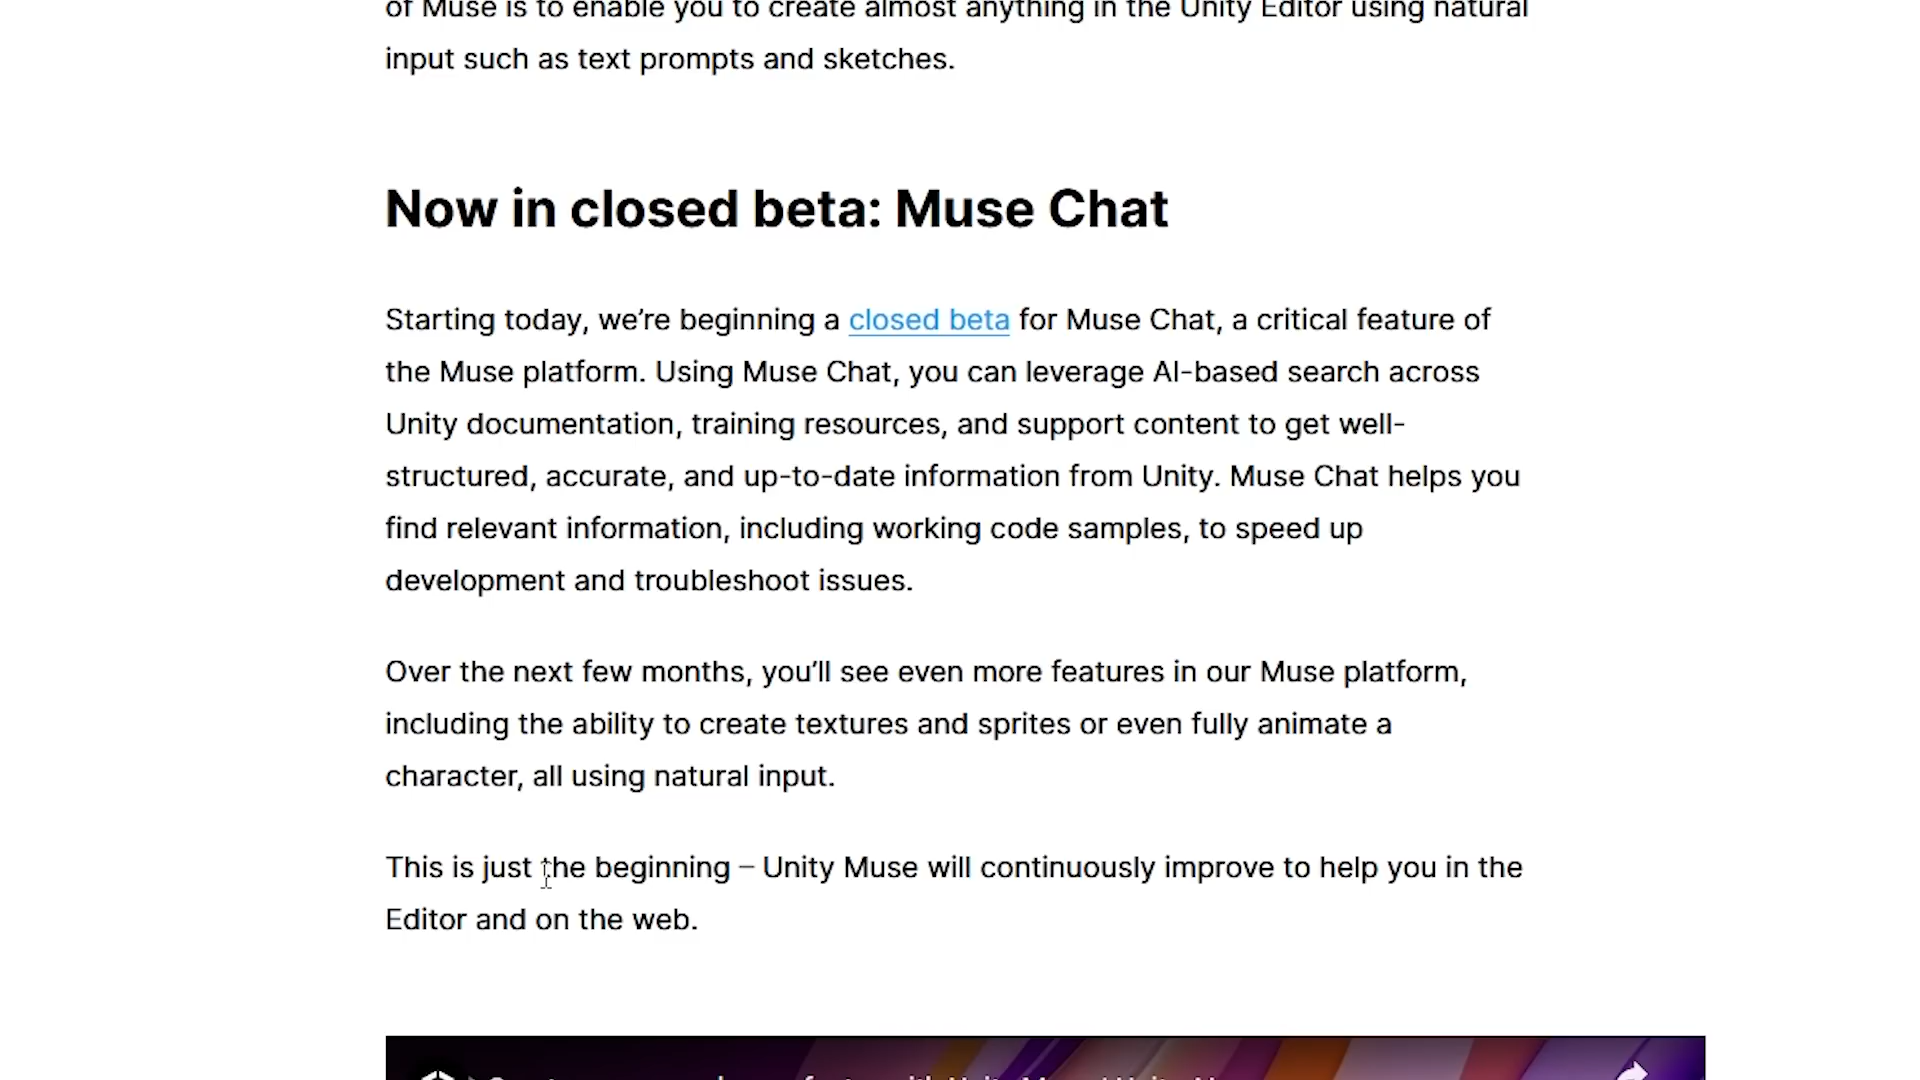 of Muse is to enable you to create almost anything in the Unity Editor using natural
input such as text prompts and sketches.
Now in closed beta: Muse Chat
Starting today, we’re beginning a closed beta for Muse Chat, a critical feature of
the Muse platform. Using Muse Chat, you can leverage AI-based search across
Unity documentation, training resources, and support content to get well-
structured, accurate, and up-to-date information from Unity. Muse Chat helps you
find relevant information, including working code samples, to speed up
development and troubleshoot issues.
Over the next few months, you’ll see even more features in our Muse platform,
including the ability to create textures and sprites or even fully animate a
character, all using natural input.
This is just the beginning – Unity Muse will continuously improve to help you in the
Editor and on the web.